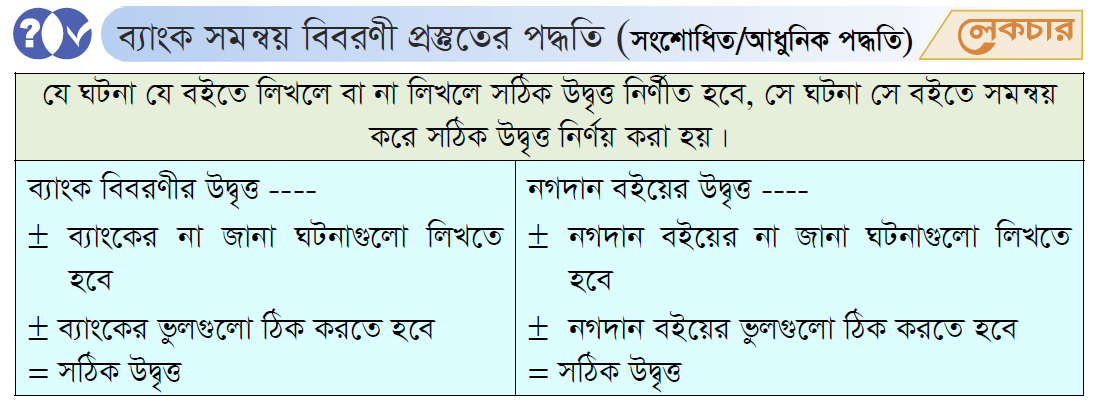 ব্যাংক সমন্বয় বিবরণী প্রস্তুতের পদ্ধতি (সংশোধিত/আধুনিক পদ্ধতি)
লেকচার
যে ঘটনা যে বইতে লিখলে বা না লিখলে সঠিক উদ্বৃত্ত নির্ণীত হবে, সে ঘটনা সে বইতে সমন্বয়
করে সঠিক উদ্বৃত্ত নির্ণয় করা হয়।
ব্যাংক বিবরণীর উদ্বৃত্ত ----
± ব্যাংকের না জানা ঘটনাগুলো লিখতে
হবে
± ব্যাংকের ভুলগুলো ঠিক করতে হবে
= সঠিক উদ্বৃত্ত
নগদান বইয়ের উদ্বৃত্ত ----
± নগদান বইয়ের না জানা ঘটনাগুলো লিখতে
হবে
± নগদান বইয়ের ভুলগুলো ঠিক করতে হবে
= সঠিক উদ্বৃত্ত